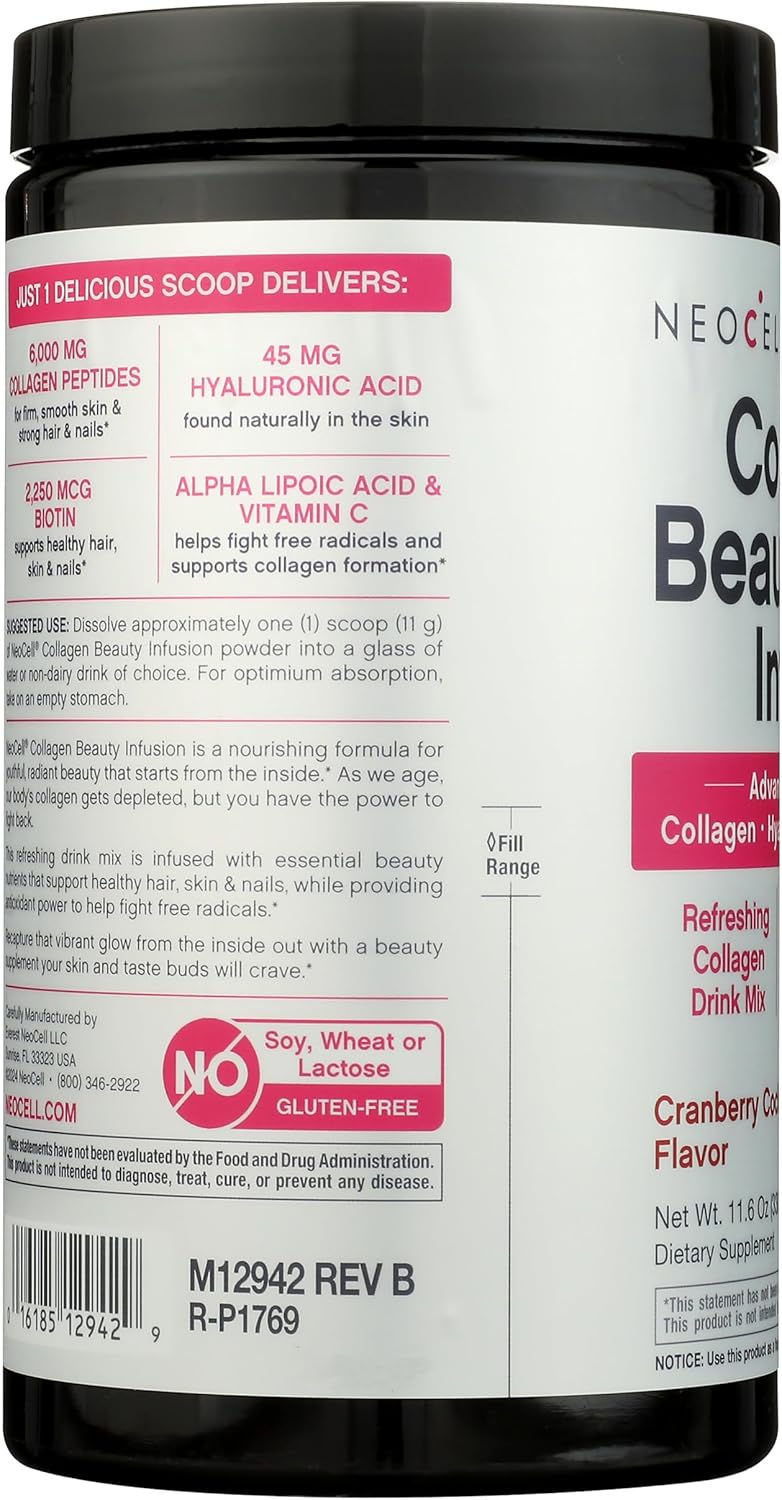 JUST 1 DELICIOUS SCOOP DELIVERS:
6,000 MG
COLLAGEN PEPTIDES
for firm, smooth skin &
strong hair & nails*
45 MG
HYALURONIC ACID
found naturally in the skin
2,250 MCG
BIOTIN
supports healthy hair,
skin & nails*
ALPHA LIPOIC ACID &
VITAMIN C
helps fight free radicals and
supports collagen formation*
SUGGESTED USE: Dissolve approximately one (1) scoop (11 g)
of NeoCell® Collagen Beauty Infusion powder into a glass of
water or non-dairy drink of choice. For optimium absorption,
take on an empty stomach.
NeoCell® Collagen Beauty Infusion is a nourishing formula for
youthful, radiant beauty that starts from the inside.* As we age,
our body's collagen gets depleted, but you have the power to
fight back.
This refreshing drink mix is infused with essential beauty
nutrients that support healthy hair, skin & nails, while providing
antioxidant power to help fight free radicals.*
Recapture that vibrant glow from the inside out with a beauty
supplement your skin and taste buds will crave.*
Carefully Manufactured by
Everest NeoCell LLC
Sunrise, FL 33323 USA
©2024 NeoCell • (800) 346-2922
NEOCELL.COM
NO
Soy, Wheat or
Lactose
GLUTEN-FREE
*These statements have not been evaluated by the Food and Drug Administration.
This product is not intended to diagnose, treat, cure, or prevent any disease.
0 16185 12942 9
M12942 REV B
R-P1769
◊Fill
Range
NEOCEL
Co
Beau
In
Advan
Collagen · Hya
Refreshing
Collagen
Drink Mix
Cranberry Coc
Flavor
Net Wt. 11.6 Oz (33
Dietary Supplement
*This statement has not been
This product is not intended
NOTICE: Use this product as a